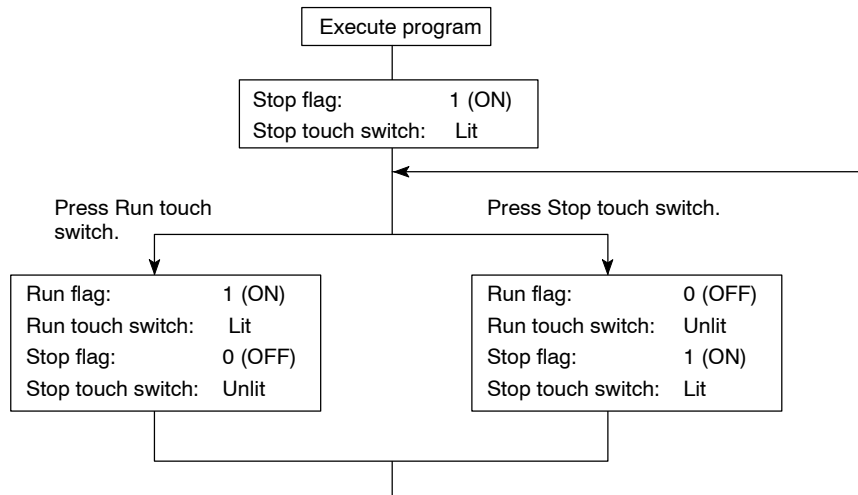 Execute program
Stop flag: 1 (ON)
Stop touch switch: Lit
Press Run touch
switch.
Press Stop touch switch.
Run flag: 1 (ON)
Run touch switch: Lit
Stop flag: 0 (OFF)
Stop touch switch: Unlit
Run flag: 0 (OFF)
Run touch switch: Unlit
Stop flag: 1 (ON)
Stop touch switch: Lit